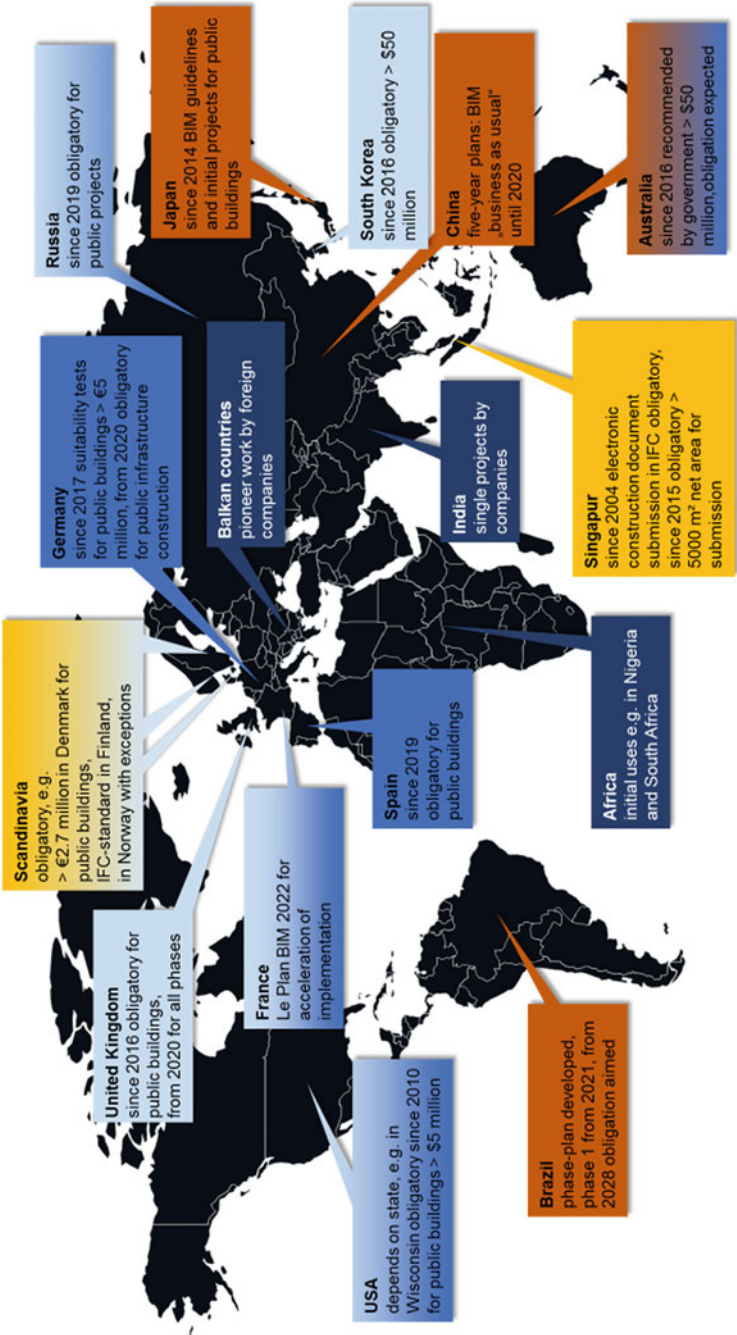 Scandinavia
obligatory, e.g.
> €2.7 million in Denmark for
public buildings,
IFC-standard in Finland,
in Norway with exceptions
United Kingdom
since 2016 obligatory for
public buildings,
from 2020 for all phases
France
Le Plan BIM 2022 for
acceleration of
implementation
USA
depends on state, e.g. in
Wisconsin obligatory since 2010
for public buildings > $5 million
Brazil
phase-plan developed,
phase 1 from 2021, from
2028 obligation aimed
Germany
since 2017 suitability tests
for public buildings > €5
million, from 2020 obligatory
for public infrastructure
construction
Balkan countries
pioneer work by foreign
companies
Spain
since 2019
obligatory for
public buildings
Africa
initial uses e.g. in Nigeria
and South Africa
India
single projects by
companies
Singapur
since 2004 electronic
construction document
submission in IFC obligatory,
since 2015 obligatory >
5000 m² net area for
submission
Russia
since 2019 obligatory for
public projects
Japan
since 2014 BIM guidelines
and initial projects for public
buildings
South Korea
since 2016 obligatory > $50
million
China
five-year plans: BIM
„business as usual“
until 2020
Australia
since 2016 recommended
by government > $50
million,obligation expected